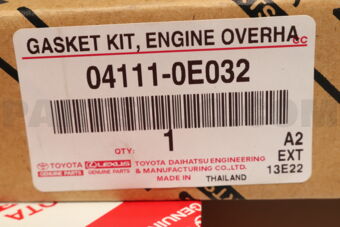 GASKET KIT, ENGINE OVERHA
CC
04111-0E032
QTY: 1
A2
EXT
13E22
TOYOTA
GENUINE PARTS
LEXUS
GENUINE PARTS
TOYOTA DAIHATSU ENGINEERING
& MANUFACTURING CO.,LTD.
MADE IN THAILAND